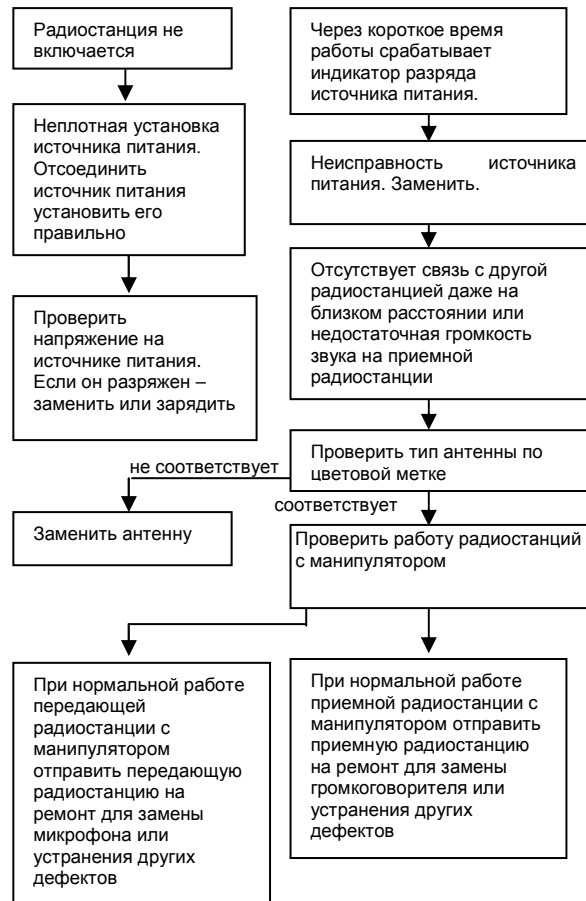 Радиостанция не
включается
Неплотная установка
источника питания.
Отсоединить
источник питания
установить его
правильно
Проверить
напряжение на
источнике питания.
Если он разряжен –
заменить или зарядить
Через короткое время
работы срабатывает
индикатор разряда
источника питания.
Неисправность источника
питания. Заменить.
Отсутствует связь с другой
радиостанцией даже на
близком расстоянии или
недостаточная громкость
звука на приемной
радиостанции
Проверить тип антенны по
цветовой метке
не соответствует
Заменить антенну
соответствует
Проверить работу радиостанций
с манипулятором
При нормальной работе
передающей
радиостанции с
манипулятором
отправить передающую
радиостанцию на
ремонт для замены
микрофона или
устранения других
дефектов
При нормальной работе
приемной радиостанции с
манипулятором отправить
приемную радиостанцию
на ремонт для замены
громкоговорителя или
устранения других
дефектов